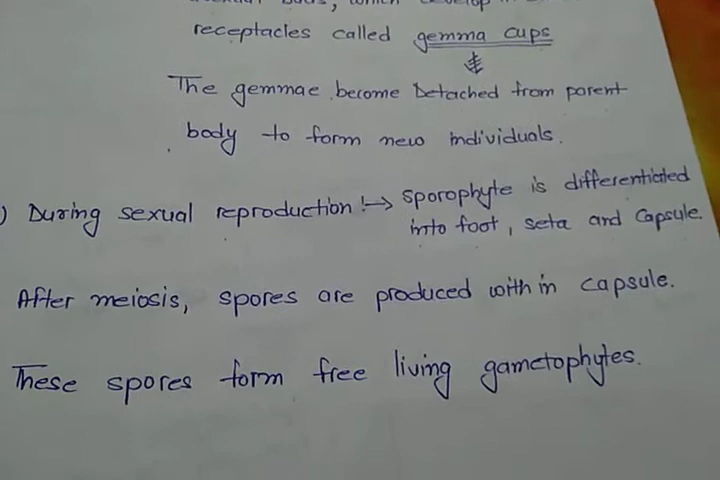 receptacles called gemma cups
The gemmae become Detached from parent
body to form new individuals.
) During sexual reproduction :→ sporophyte is differentiated
into foot, seta and Capsule.
After meiosis, spores are produced with in capsule.
These spores form free living gametophytes.